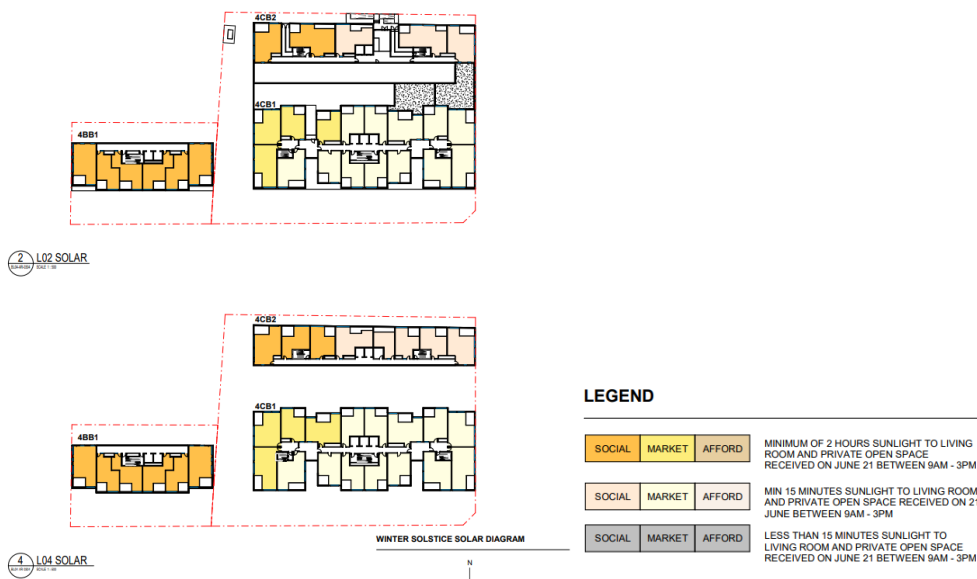 4CB2
4CB1
4BB1
2
L02 SOLAR
4CB2
4CB1
4BB1
4
L04 SOLAR
WINTER SOLSTICE SOLAR DIAGRAM
N
LEGEND
SOCIAL MARKET AFFORD
MINIMUM OF 2 HOURS SUNLIGHT TO LIVING
ROOM AND PRIVATE OPEN SPACE
RECEIVED ON JUNE 21 BETWEEN 9AM - 3PM
SOCIAL MARKET AFFORD
MIN 15 MINUTES SUNLIGHT TO LIVING ROOM
AND PRIVATE OPEN SPACE RECEIVED ON 21
JUNE BETWEEN 9AM - 3PM
SOCIAL MARKET AFFORD
LESS THAN 15 MINUTES SUNLIGHT TO
LIVING ROOM AND PRIVATE OPEN SPACE
RECEIVED ON JUNE 21 BETWEEN 9AM - 3PM